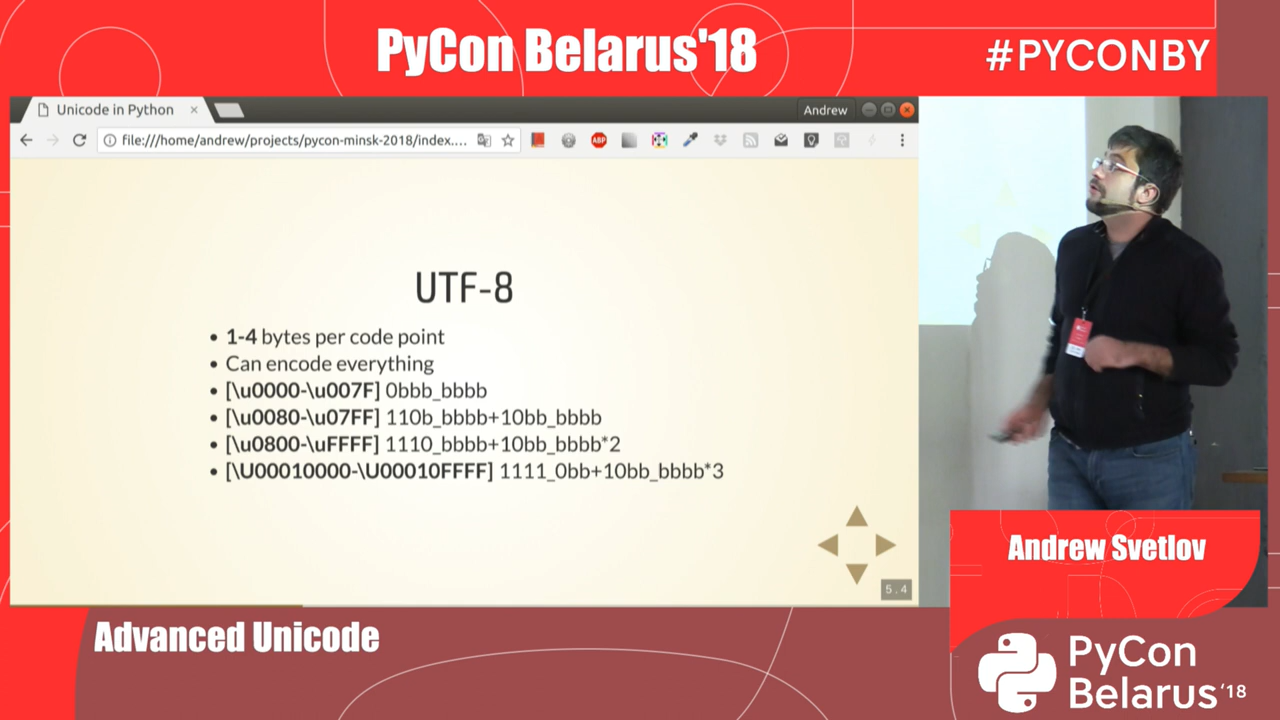 PyCon Belarus'18
#PYCONBY
Unicode in Python
Andrew
file:///home/andrew/projects/pycon-minsk-2018/index....
ABP
UTF-8
• 1-4 bytes per code point
• Can encode everything
• [\u0000-\u007F] 0bbb_bbbb
• [\u0080-\u07FF] 110b_bbbb+10bb_bbbb
• [\u0800-\uFFFF] 1110_bbbb+10bb_bbbb*2
• [\U00010000-\U00010FFFF] 1111_0bb+10bb_bbbb*3
5.4
Andrew Svetlov
Advanced Unicode
PyCon
Belarus '18